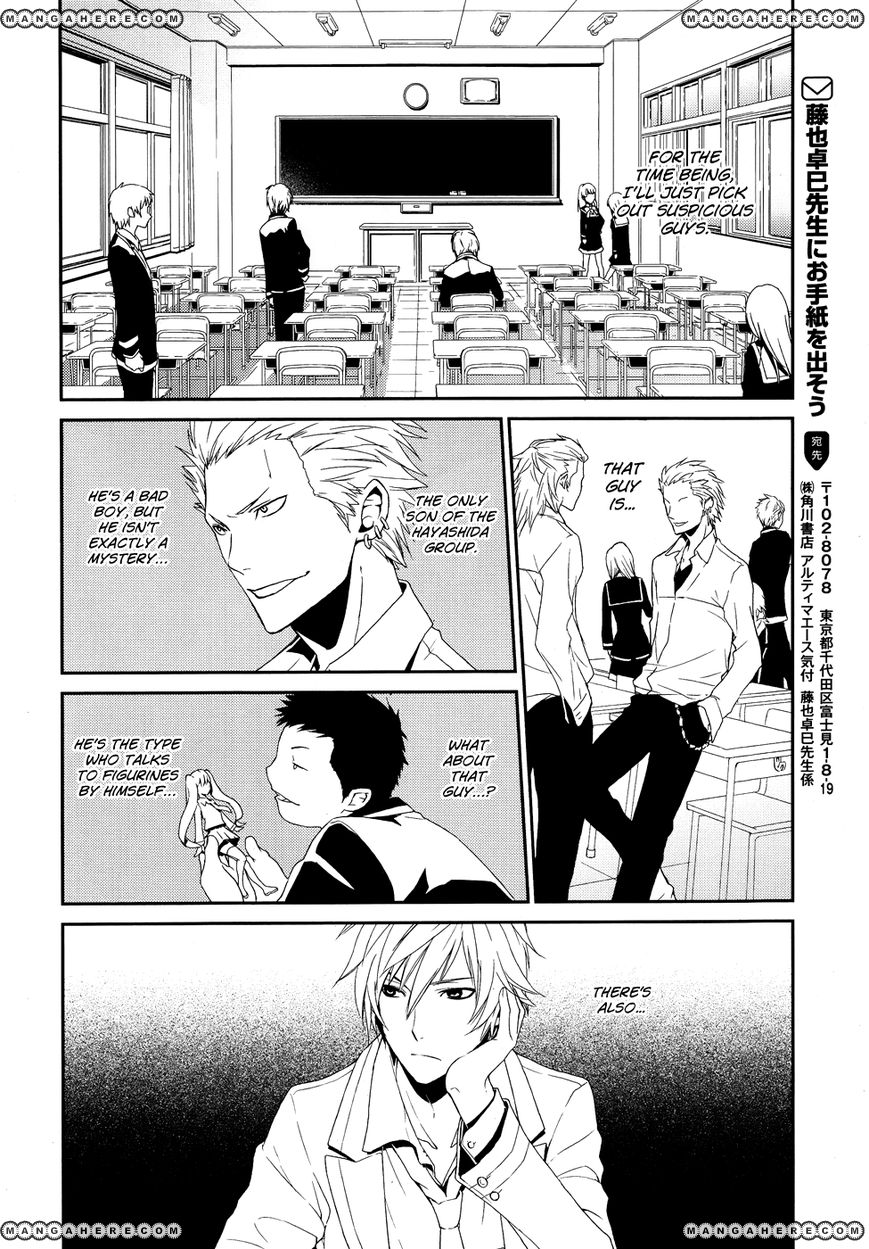 MANGAHERE.COM
MANGAHERE.COM
FOR THE
TIME BEING,
I'LL JUST PICK
OUT SUSPICIOUS
GUYS.
藤也卓巳先生にお手紙を出そう
宛先
〒102-8078 東京都千代田区富士見1-8-19
㈱角川書店 アルティマエース気付 藤也卓巳先生係
THAT
GUY
IS...
THE ONLY
SON OF THE
HAYASHIDA
GROUP.
HE'S A BAD
BOY, BUT
HE ISN'T
EXACTLY A
MYSTERY...
WHAT
ABOUT
THAT
GUY...?
HE'S THE TYPE
WHO TALKS
TO FIGURINES
BY HIMSELF...
THERE'S
ALSO...
MANGAHERE.COM
MANGAHERE.COM